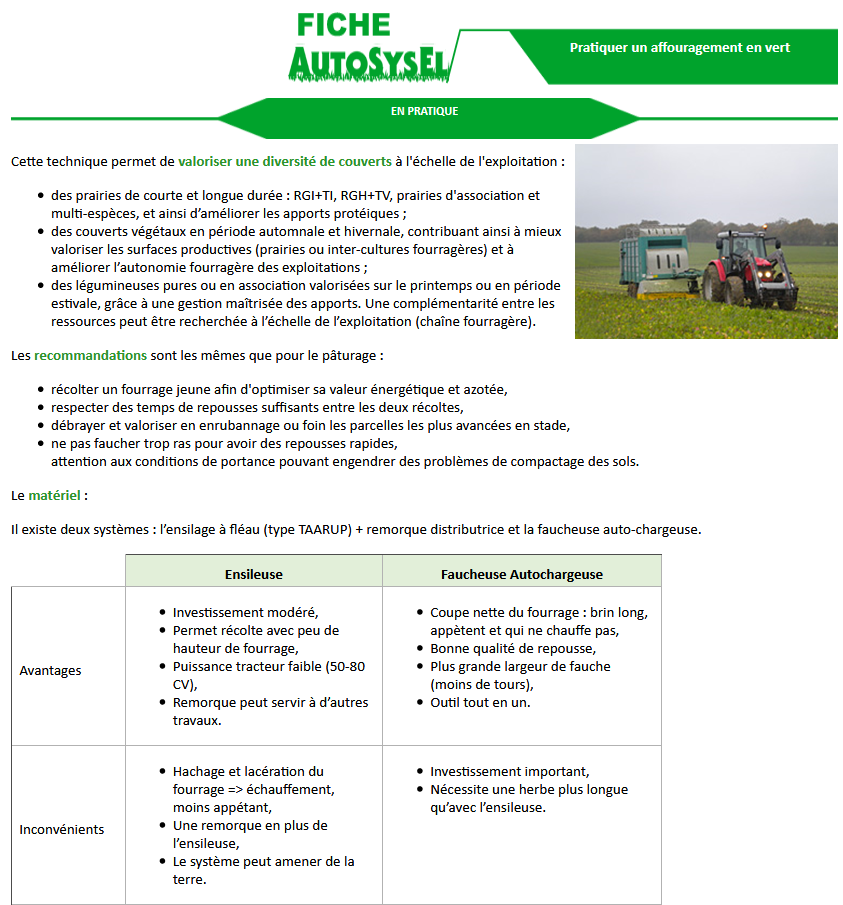 FICHE
AUTOSYSEL
Pratiquer un affouragement en vert
EN PRATIQUE
Cette technique permet de valoriser une diversité de couverts à l'échelle de l'exploitation :
• des prairies de courte et longue durée : RGI+TI, RGH+TV, prairies d'association et
multi-espèces, et ainsi d’améliorer les apports protéiques ;
• des couverts végétaux en période automnale et hivernale, contribuant ainsi à mieux
valoriser les surfaces productives (prairies ou inter-cultures fourragères) et à
améliorer l’autonomie fourragère des exploitations ;
• des légumineuses pures ou en association valorisées sur le printemps ou en période
estivale, grâce à une gestion maîtrisée des apports. Une complémentarité entre les
ressources peut être recherchée à l’échelle de l’exploitation (chaîne fourragère).
Les recommandations sont les mêmes que pour le pâturage :
• récolter un fourrage jeune afin d'optimiser sa valeur énergétique et azotée,
• respecter des temps de repousses suffisants entre les deux récoltes,
• débrayer et valoriser en enrubannage ou foin les parcelles les plus avancées en stade,
• ne pas faucher trop ras pour avoir des repousses rapides,
attention aux conditions de portance pouvant engendrer des problèmes de compactage des sols.
Le matériel :
Il existe deux systèmes : l’ensilage à fléau (type TAARUP) + remorque distributrice et la faucheuse auto-chargeuse.
Ensileuse
Faucheuse Autochargeuse
Avantages
• Investissement modéré,
• Permet récolte avec peu de
hauteur de fourrage,
• Puissance tracteur faible (50-80
CV),
• Remorque peut servir à d’autres
travaux.
• Coupe nette du fourrage : brin long,
appètent et qui ne chauffe pas,
• Bonne qualité de repousse,
• Plus grande largeur de fauche
(moins de tours),
• Outil tout en un.
Inconvénients
• Hachage et lacération du
fourrage => échauffement,
moins appétant,
• Une remorque en plus de
l’ensileuse,
• Le système peut amener de la
terre.
• Investissement important,
• Nécessite une herbe plus longue
qu’avec l’ensileuse.